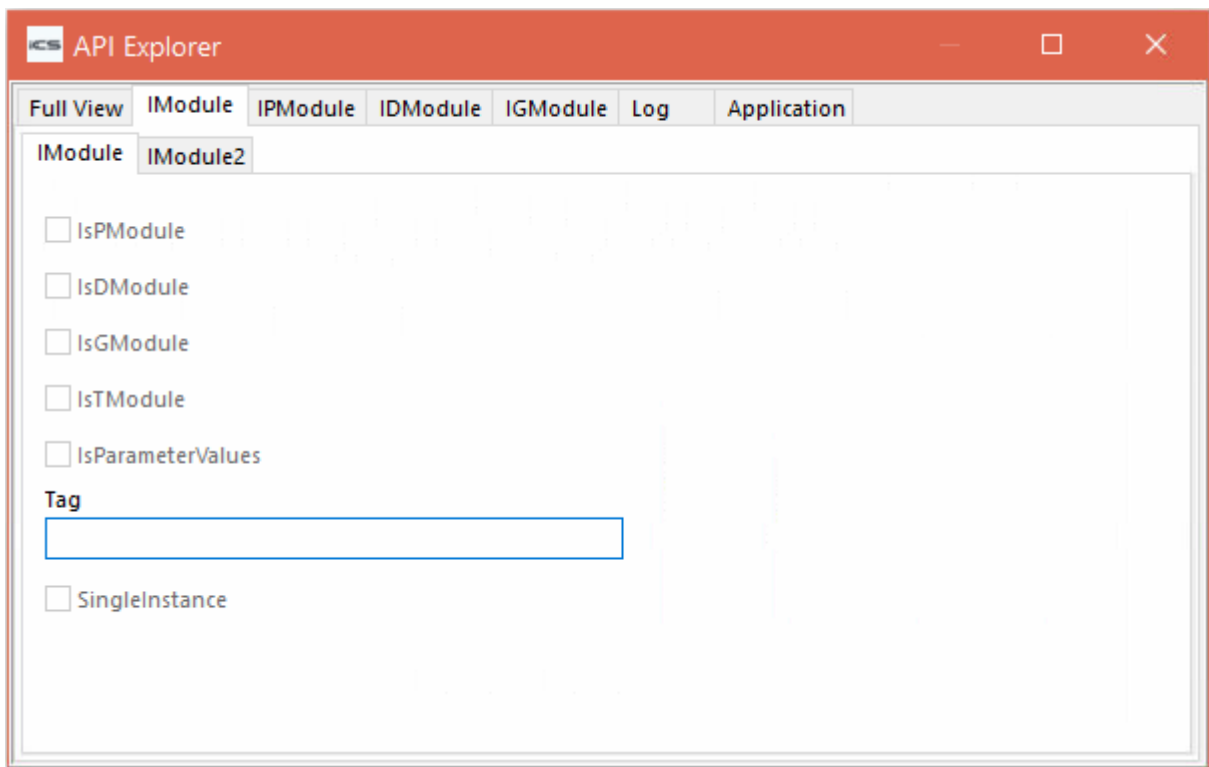 iCS API Explorer
Full View IModule IPModule IDModule IGModule Log Application
IModule IModule2
IsPModule
IsDModule
IsGModule
IsTModule
IsParameterValues
Tag
SingleInstance